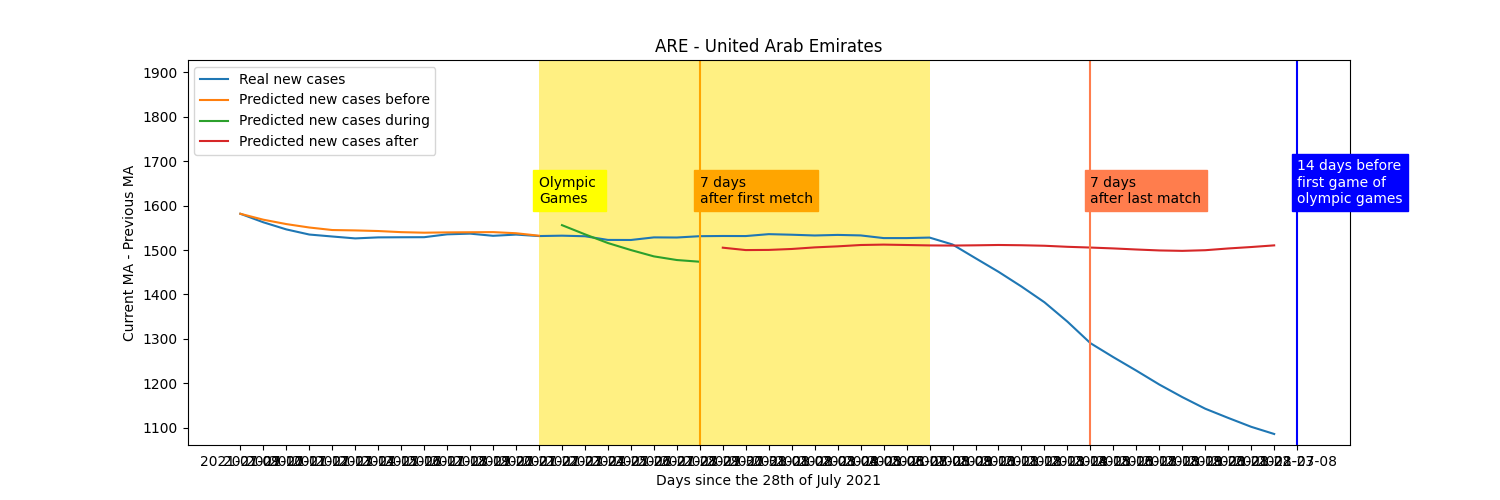 ARE - United Arab Emirates
Real new cases
Predicted new cases before
Predicted new cases during
Predicted new cases after
Current MA - Previous MA
1900
1800
1700
1600
1500
1400
1300
1200
1100
Olympic
Games
7 days
after first metch
7 days
after last match
14 days before
first game of
olympic games
Days since the 28th of July 2021